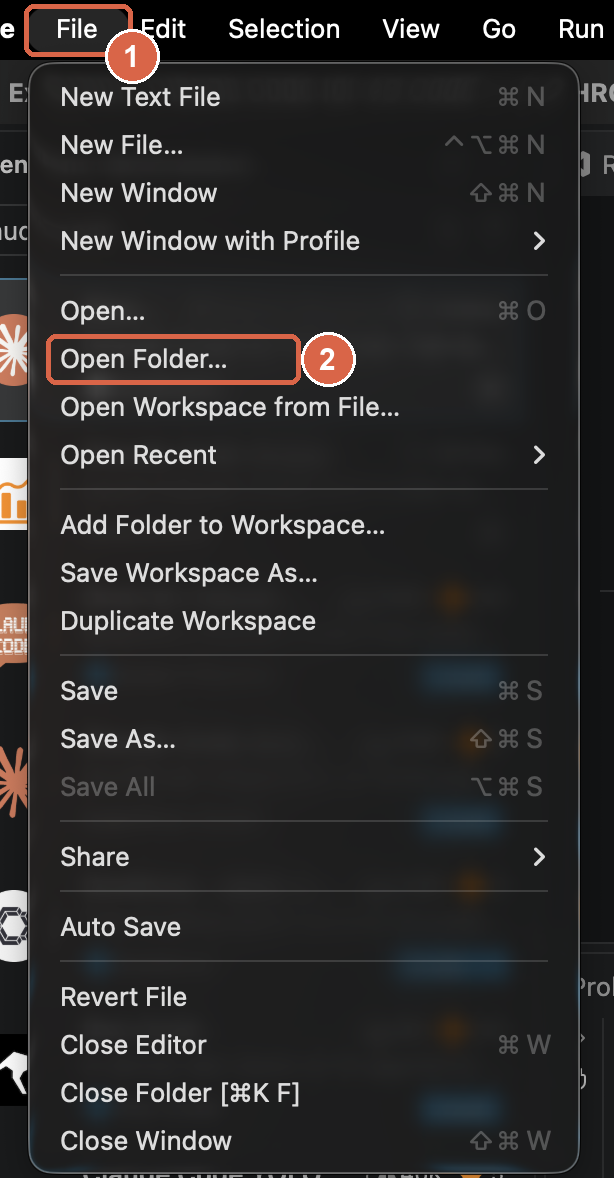 File Edit Selection View Go Run
1
New Text File ⌘ N
New File... ^ ⌥ ⌘ N
New Window ⇧ ⌘ N
New Window with Profile >
Open... ⌘ O
Open Folder... 2
Open Workspace from File...
Open Recent >
Add Folder to Workspace...
Save Workspace As...
Duplicate Workspace
Save ⌘ S
Save As... ⇧ ⌘ S
Save All ⌥ ⌘ S
Share >
Auto Save
Revert File
Close Editor ⌘ W
Close Folder [⌘K F]
Close Window ⇧ ⌘ W